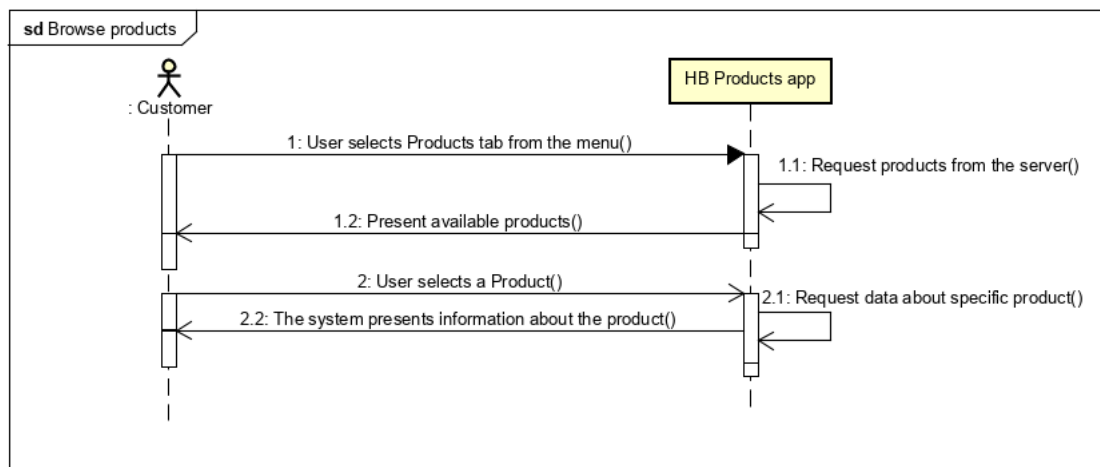 sd Browse products
: Customer
HB Products app
1: User selects Products tab from the menu()
1.1: Request products from the server()
1.2: Present available products()
2: User selects a Product()
2.1: Request data about specific product()
2.2: The system presents information about the product()